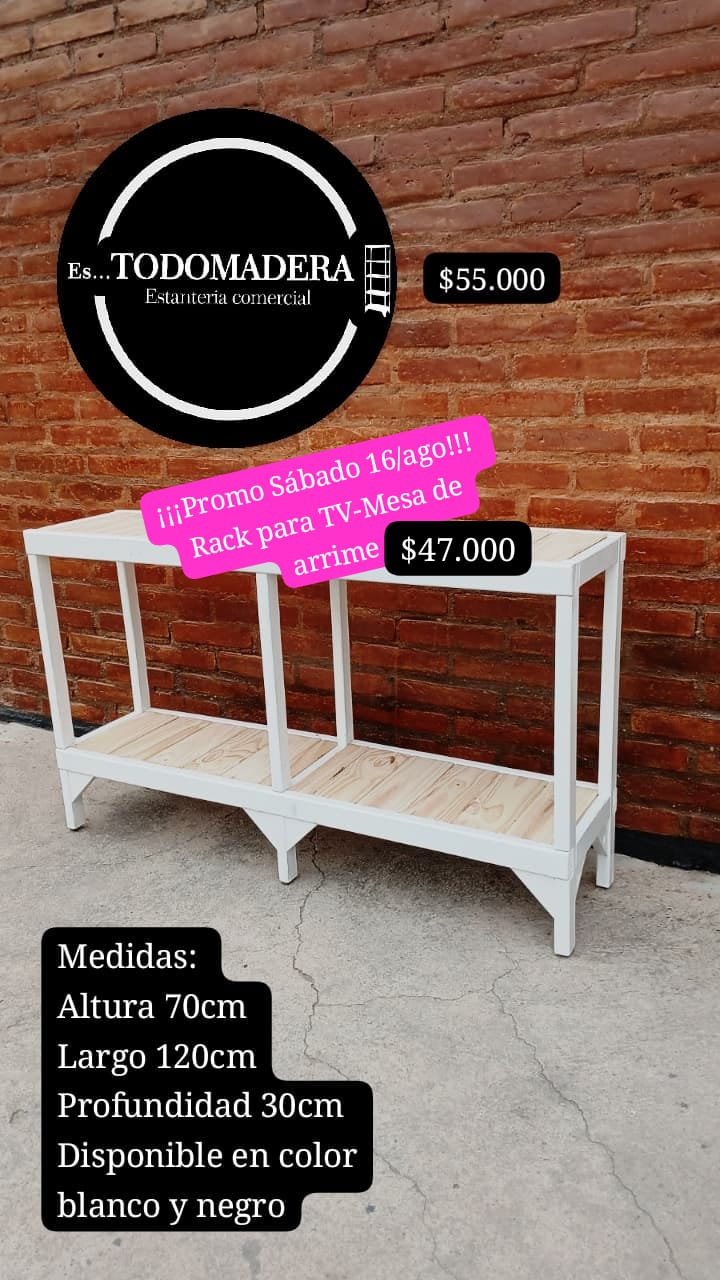 Es...TODOMADERA
Estanteria comercial
$55.000
¡¡¡Promo Sábado 16/ago!!!
Rack para TV-Mesa de
arrime
$47.000
Medidas:
Altura 70cm
Largo 120cm
Profundidad 30cm
Disponible en color
blanco y negro